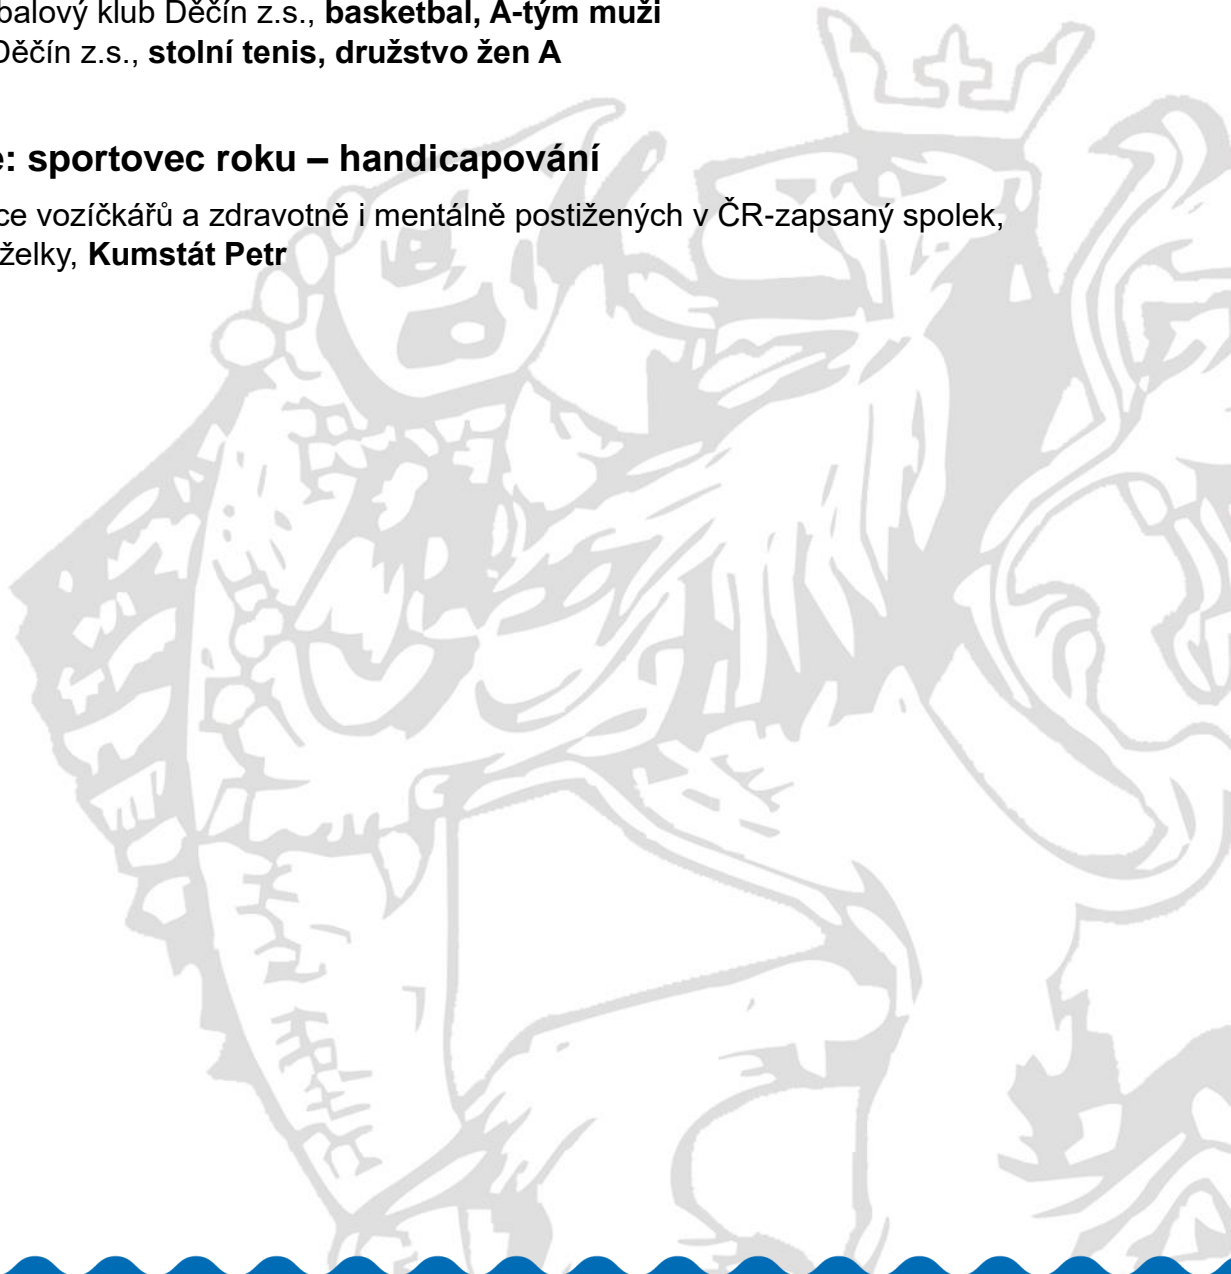 balový klub Děčín z.s., basketbal, A-tým muži
Děčín z.s., stolní tenis, družstvo žen A
e: sportovec roku – handicapování
ce vozíčkářů a zdravotně i mentálně postižených v ČR-zapsaný spolek,
želky, Kumstát Petr